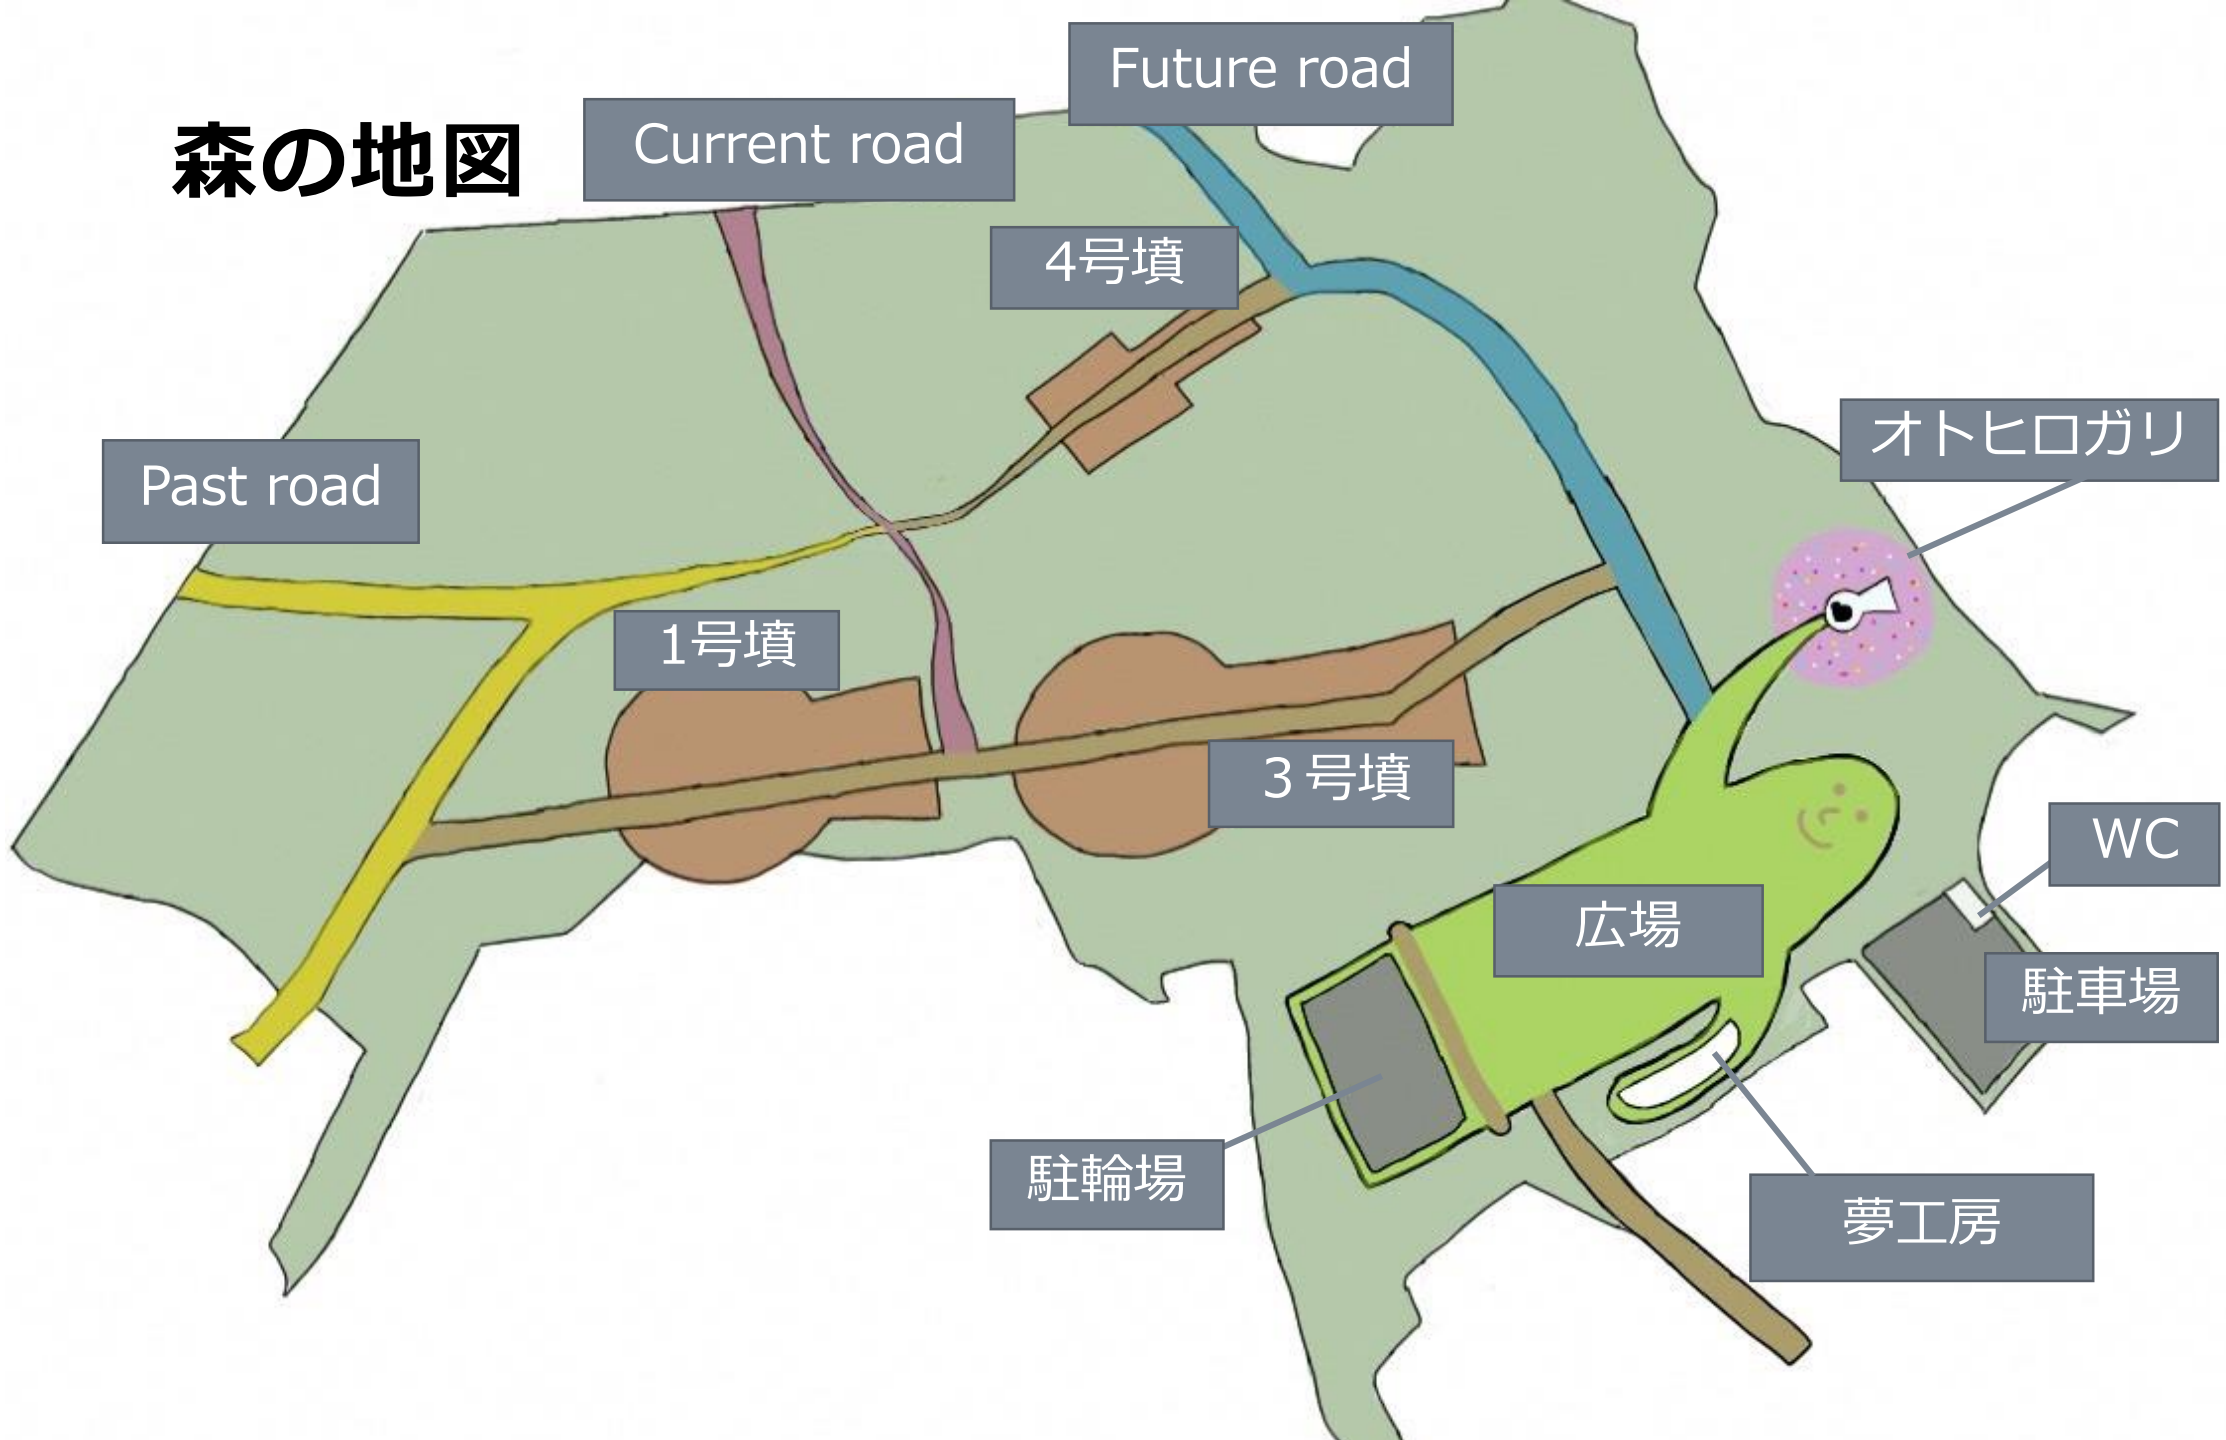 Future road
Current road
森の地図
4号墳
オトヒロガリ
Past road
1号墳
３号墳
WC
広場
駐車場
駐輪場
夢工房